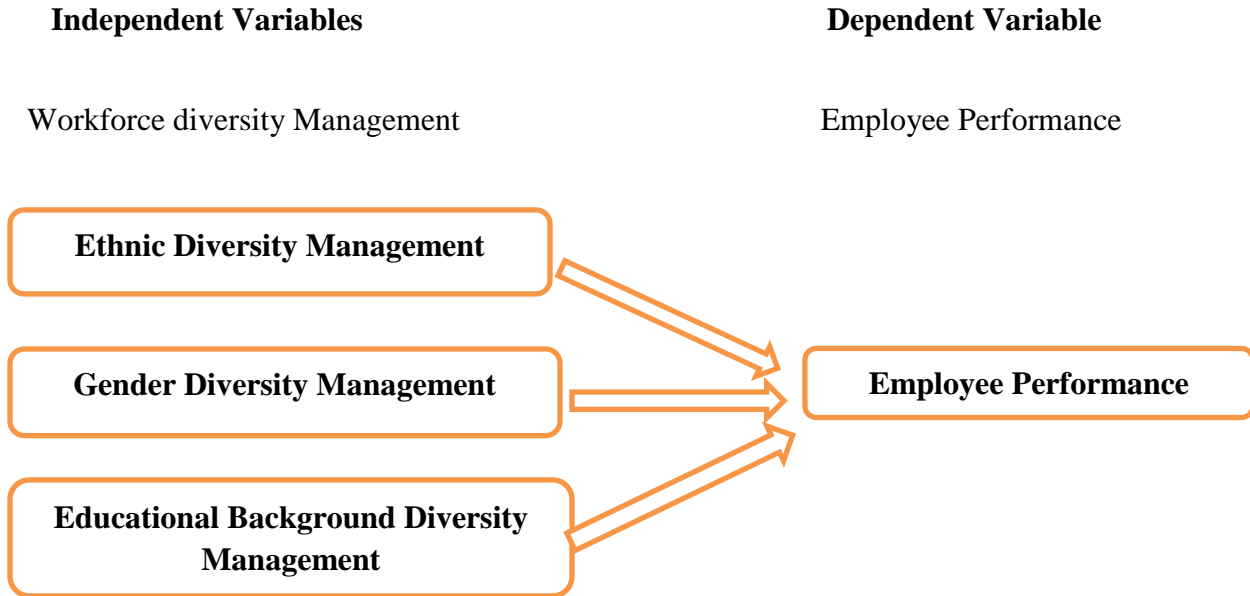 Independent Variables
Dependent Variable
Workforce diversity Management
Employee Performance
Ethnic Diversity Management
Gender Diversity Management
Employee Performance
Educational Background Diversity
Management